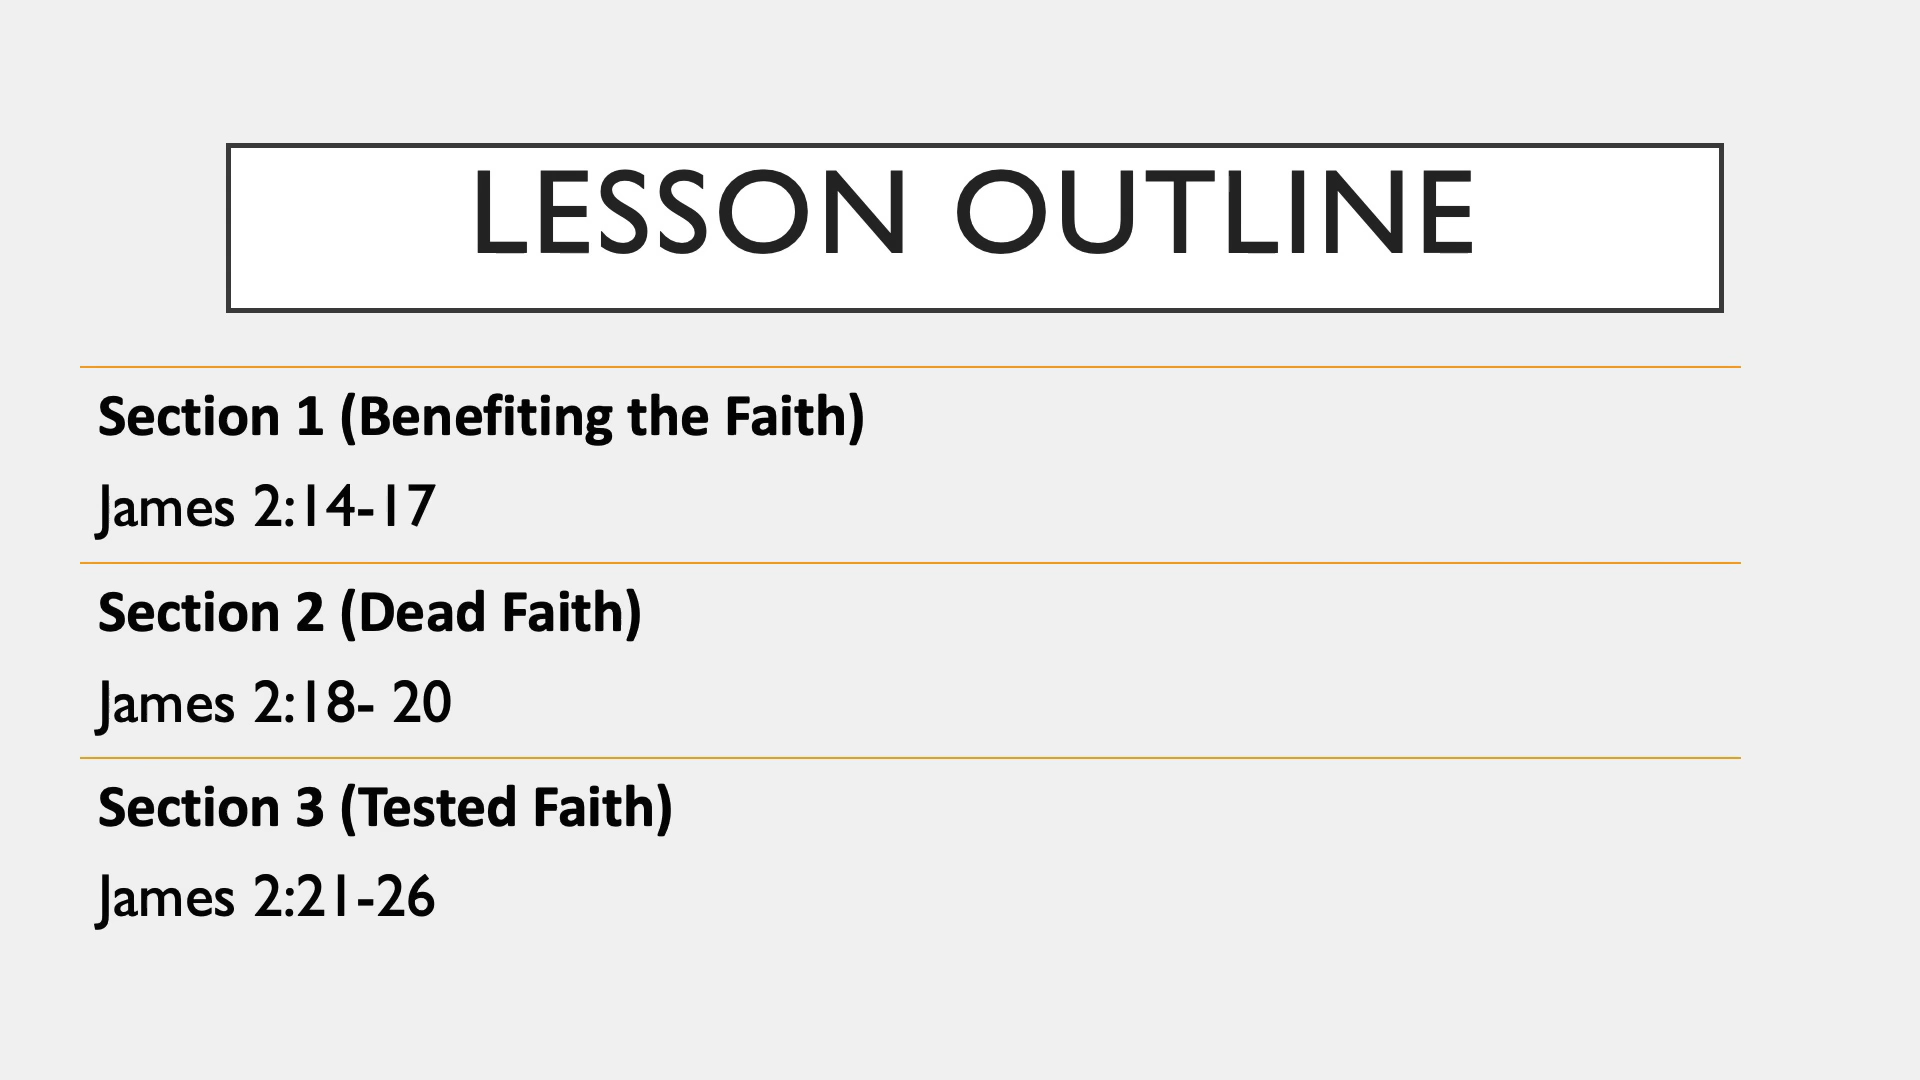 LESSON OUTLINE
Section 1 (Benefiting the Faith)
James 2:14-17
Section 2 (Dead Faith)
James 2:18- 20
Section 3 (Tested Faith)
James 2:21-26